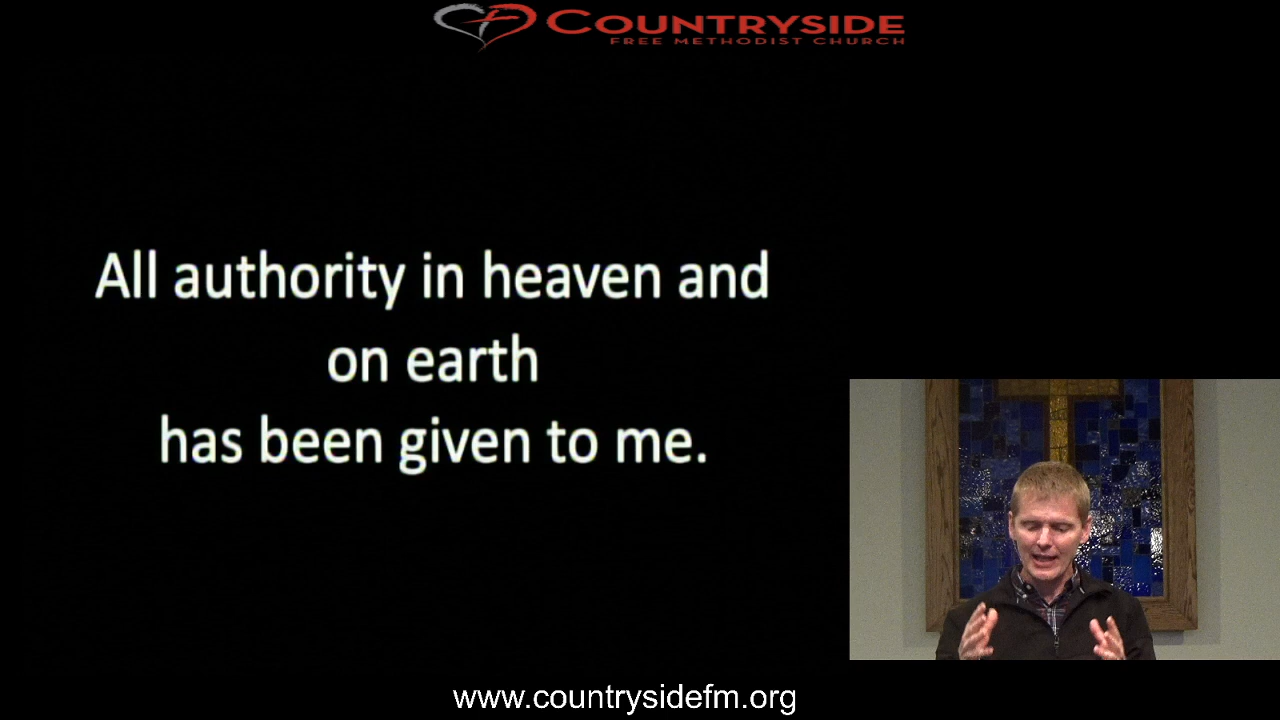 COUNTRYSIDE
FREE METHODIST CHURCH
All authority in heaven and
on earth
has been given to me.
www.countrysidefm.org